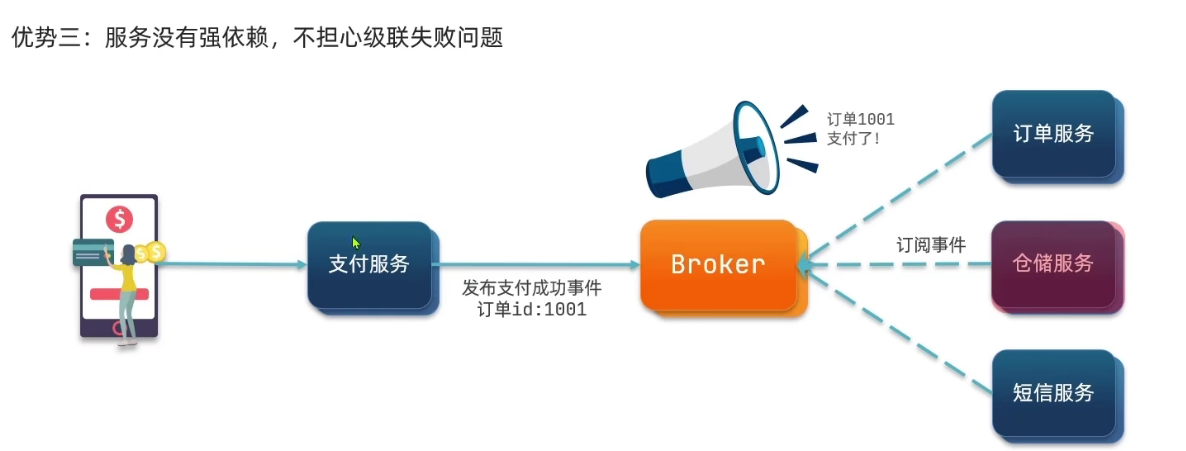 优势三：服务没有强依赖，不担心级联失败问题
订单1001
支付了！
订单服务
$
$
$
支付服务
Broker
订阅事件
仓储服务
发布支付成功事件
订单id:1001
短信服务